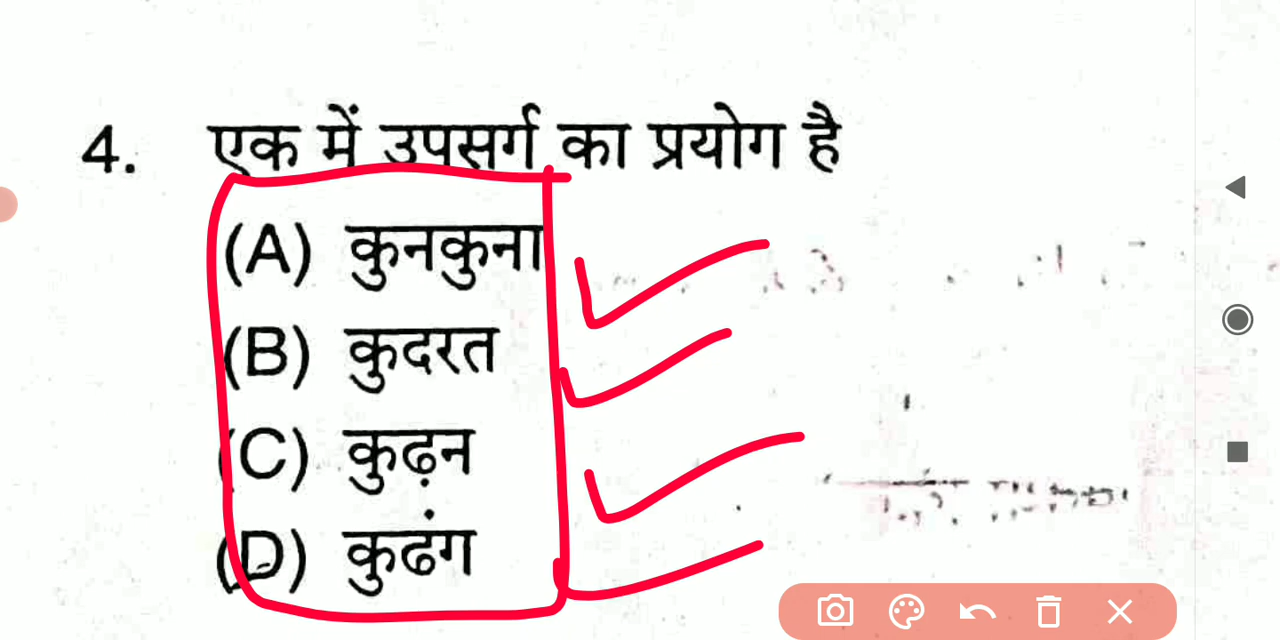 4. एक में उपसर्ग का प्रयोग है
(A) कुनकुना
(B) कुदरत
(C) कुढ़न
(D) कुढंग